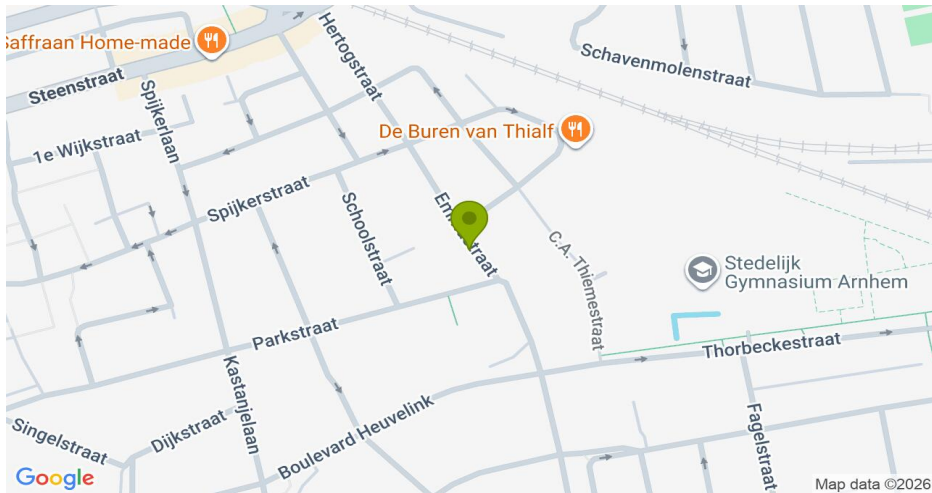 Saffraan Home-made
Hertogstraat
Schavenmolenstraat
Steenstraat
Spijkerlaan
1e Wijkstraat
De Buren van Thialf
Spijkerstraat
Schoolstraat
C.A. Thiemestraat
Stedelijk
Gymnasium Arnhem
Parkstraat
Thorbeckestraat
Kastanjelaan
Boulevard Heuvelink
Dijkstraat
Singelstraat
Fagelstraat
Google
Map data ©2026